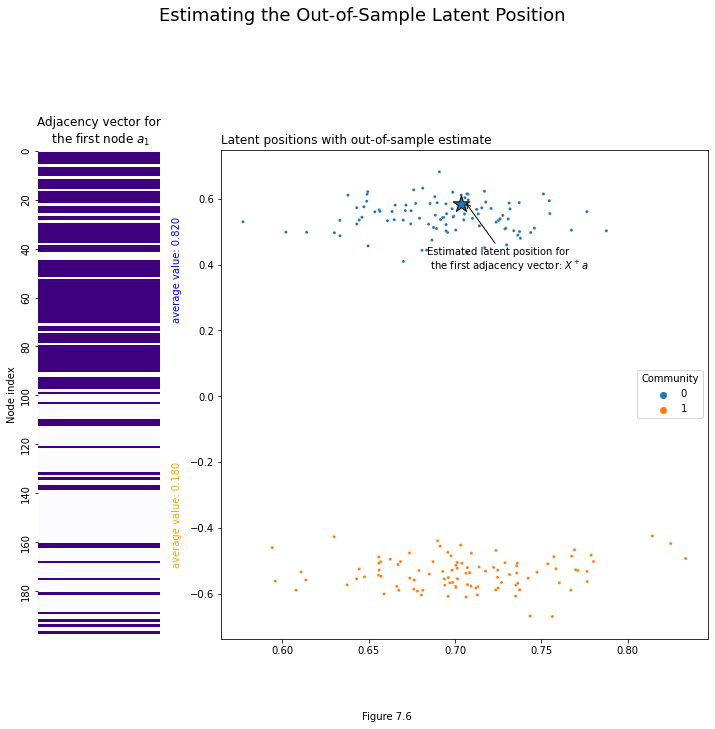 Estimating the Out-of-Sample Latent Position
Adjacency vector for
the first node a₁
Node index
0
20
40
60
80
100
120
140
160
180
average value: 0.820
average value: 0.180
Latent positions with out-of-sample estimate
0.6
0.4
0.2
0.0
−0.2
−0.4
−0.6
0.60
0.65
0.70
0.75
0.80
Estimated latent position for
the first adjacency vector: X⁺a
Community
0
1
Figure 7.6